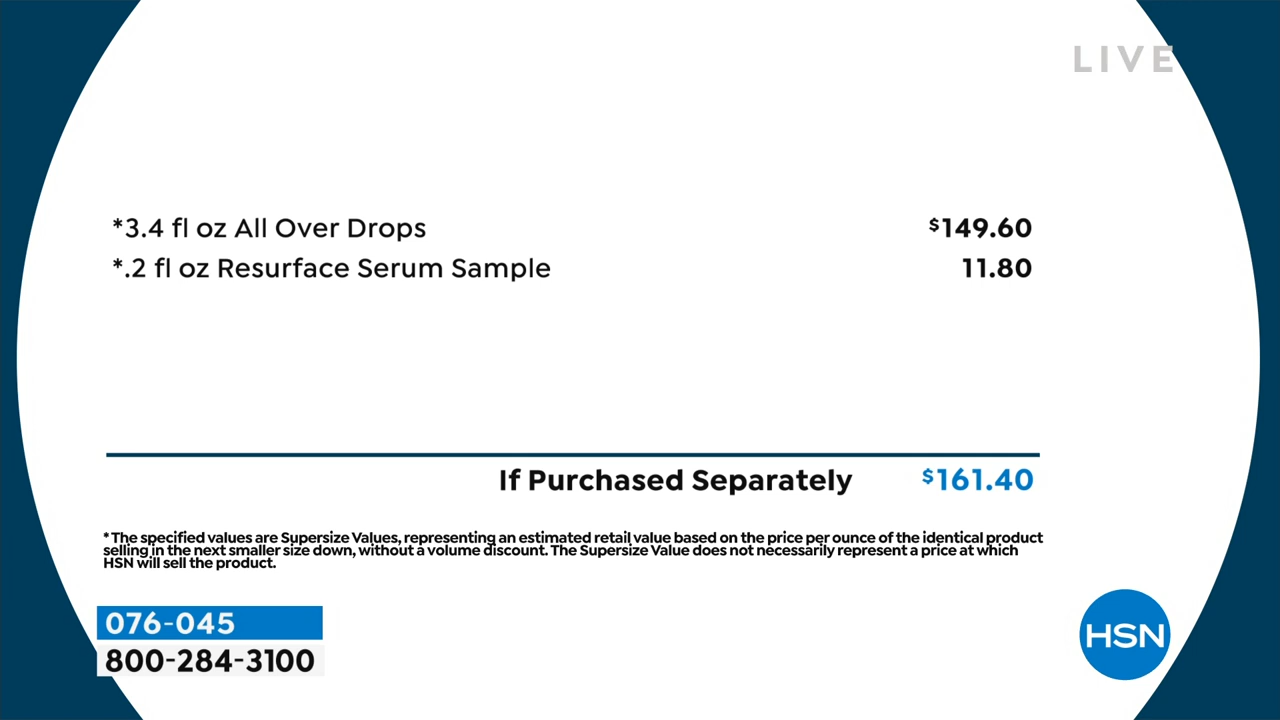 LIVE
*3.4 fl oz All Over Drops $149.60
*.2 fl oz Resurface Serum Sample 11.80
If Purchased Separately $161.40
* The specified values are Supersize Values, representing an estimated retail value based on the price per ounce of the identical product
selling in the next smaller size down, without a volume discount. The Supersize Value does not necessarily represent a price at which
HSN will sell the product.
076-045
800-284-3100
HSN